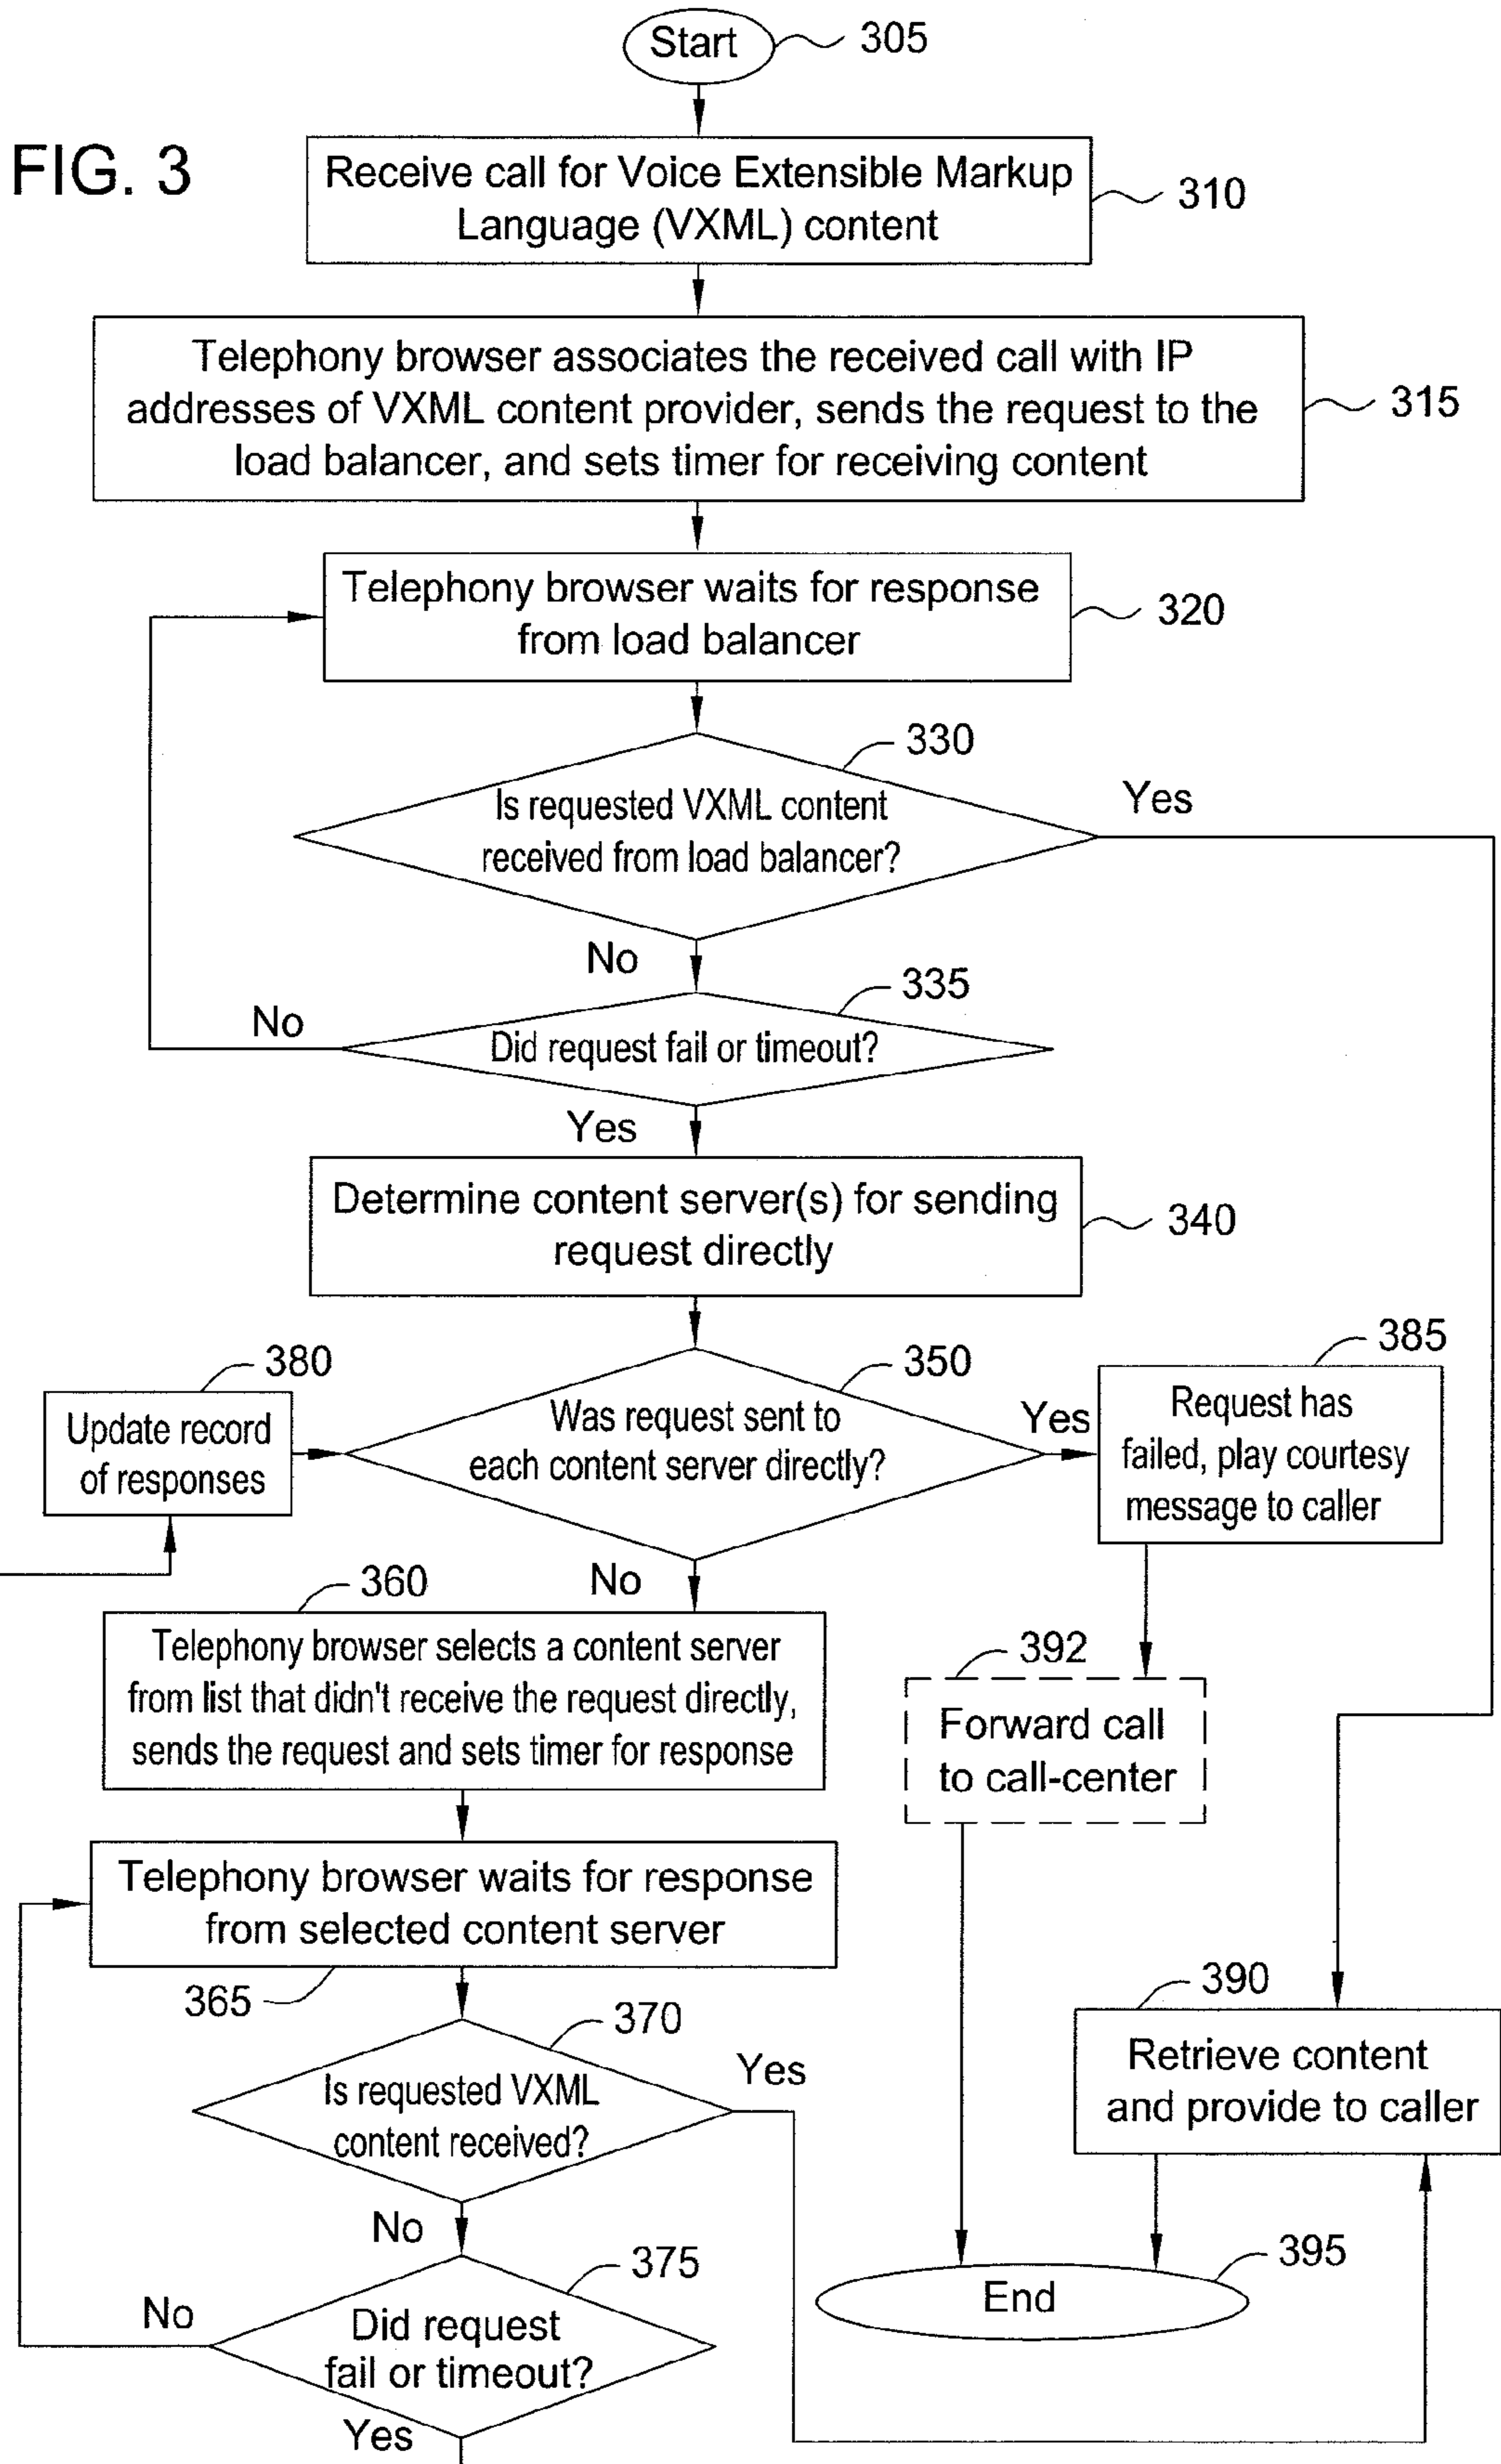 Start
305
FIG. 3
Receive call for Voice Extensible Markup
Language (VXML) content
310
Telephony browser associates the received call with IP
addresses of VXML content provider, sends the request to the
load balancer, and sets timer for receiving content
315
Telephony browser waits for response
from load balancer
320
330
Is requested VXML content
received from load balancer?
Yes
No
335
Did request fail or timeout?
No
Yes
Determine content server(s) for sending
request directly
340
380
Update record
of responses
350
Was request sent to
each content server directly?
Yes
385
Request has
failed, play courtesy
message to caller
No
360
Telephony browser selects a content server
from list that didn't receive the request directly,
sends the request and sets timer for response
392
Forward call
to call-center
Telephony browser waits for response
from selected content server
365
370
Is requested VXML
content received?
Yes
390
Retrieve content
and provide to caller
No
375
Did request
fail or timeout?
No
Yes
395
End